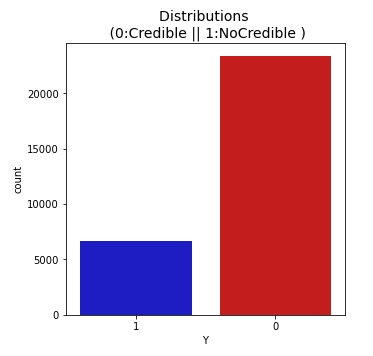 Distributions
(0:Credible || 1:NoCredible )
20000
15000
10000
5000
0
count
1 0
Y